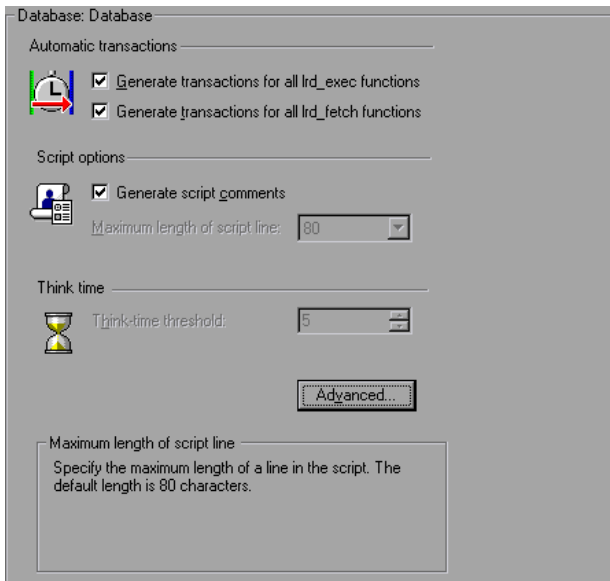 Database: Database
Automatic transactions
Generate transactions for all lrd_exec functions
Generate transactions for all lrd_fetch functions
Script options
Generate script comments
Maximum length of script line:
80
Think time
Think-time threshold:
5
Advanced...
Maximum length of script line
Specify the maximum length of a line in the script. The
default length is 80 characters.